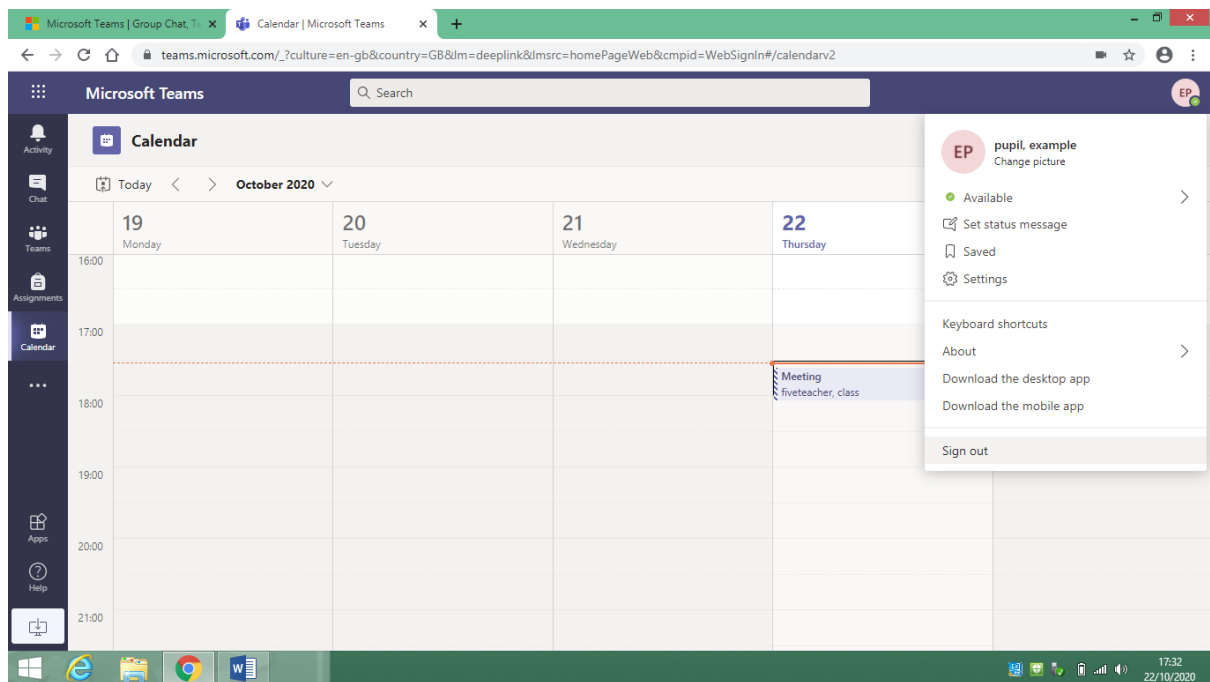 Microsoft Teams | Group Chat, Te
Calendar | Microsoft Teams
teams.microsoft.com/_?culture=en-gb&country=GB&lm=deeplink&lmsrc=homePageWeb&cmpid=WebSignIn#/calendarv2
Microsoft Teams
Search
EP
Activity
Chat
Teams
Assignments
Calendar
Apps
Help
Calendar
Today
October 2020
19
Monday
20
Tuesday
21
Wednesday
22
Thursday
16:00
17:00
18:00
19:00
20:00
21:00
Meeting
fiveteacher, class
EP
pupil, example
Change picture
Available
Set status message
Saved
Settings
Keyboard shortcuts
About
Download the desktop app
Download the mobile app
Sign out
17:32
22/10/2020